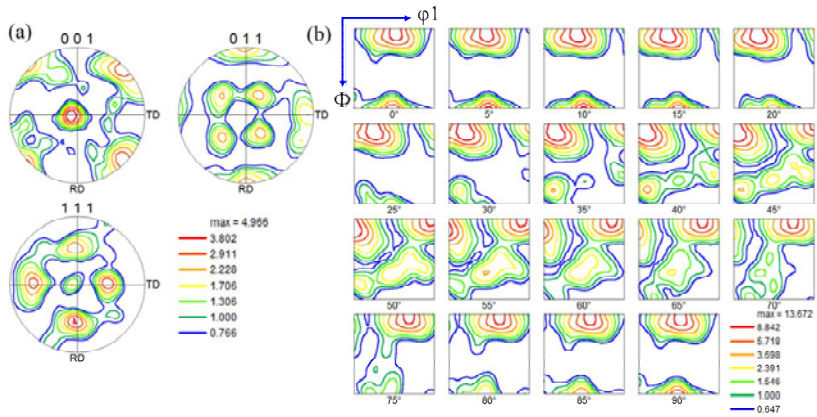 (a)
0 0 1
TD
RD
0 1 1
TD
RD
1 1 1
TD
RD
max = 4.966
3.802
2.911
2.228
1.706
1.306
1.000
0.766
(b)
φ1
Φ
0°
5°
10°
15°
20°
25°
30°
35°
40°
45°
50°
55°
60°
65°
70°
75°
80°
85°
90°
max = 13.672
8.842
5.719
3.698
2.391
1.546
1.000
0.647